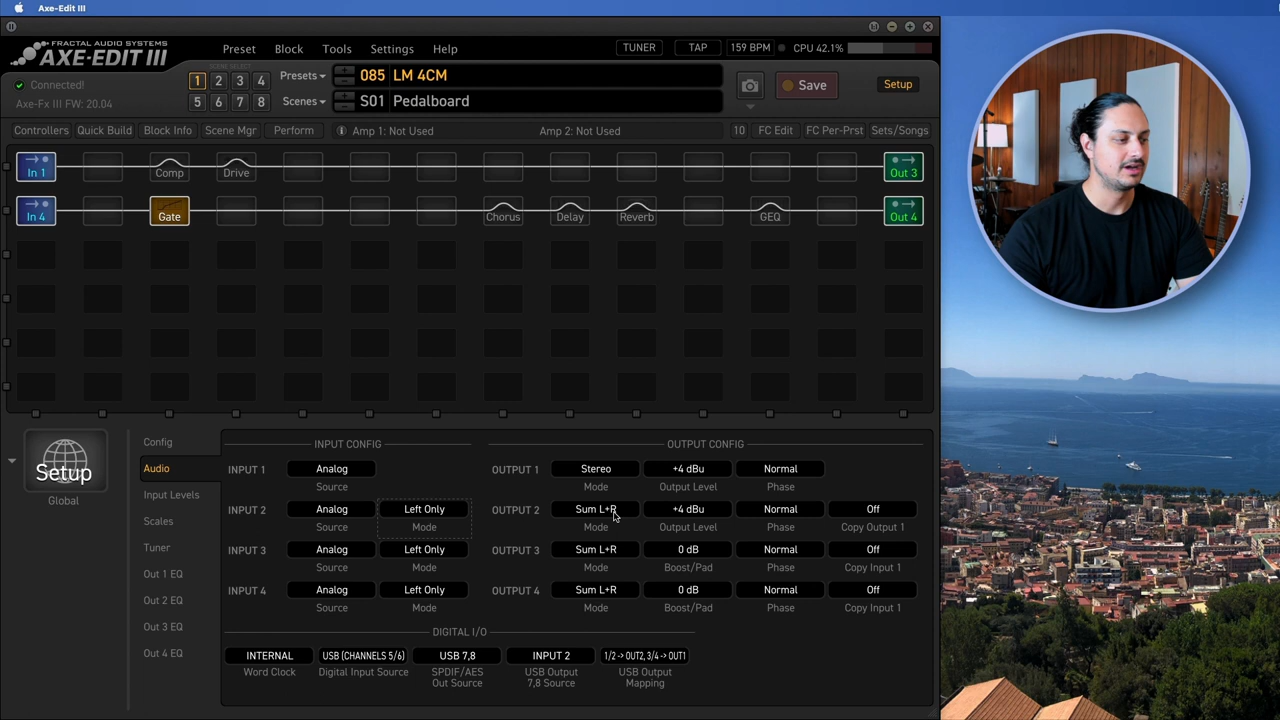 Axe-Edit III
FRACTAL AUDIO SYSTEMS
AXE-EDIT III
Preset Block Tools Settings Help
TUNER TAP 159 BPM CPU 42.1%
Connected!
Axe-Fx III FW: 20.04
SCENE SELECT
1 2 3 4
5 6 7 8
Presets 085 LM 4CM
Scenes S01 Pedalboard
Save
Setup
Controllers Quick Build Block Info Scene Mgr Perform Amp 1: Not Used Amp 2: Not Used 10 FC Edit FC Per-Prst Sets/Songs
In 1 Comp Drive Out 3
In 4 Gate Chorus Delay Reverb GEQ Out 4
Setup
Global
Config
Audio
Input Levels
Scales
Tuner
Out 1 EQ
Out 2 EQ
Out 3 EQ
Out 4 EQ
INPUT CONFIG
INPUT 1 Analog
Source
INPUT 2 Analog Left Only
Source Mode
INPUT 3 Analog Left Only
Source Mode
INPUT 4 Analog Left Only
Source Mode
OUTPUT CONFIG
OUTPUT 1 Stereo +4 dBu Normal
Mode Output Level Phase
OUTPUT 2 Sum L+R +4 dBu Normal Off
Mode Output Level Phase Copy Output 1
OUTPUT 3 Sum L+R 0 dB Normal Off
Mode Boost/Pad Phase Copy Input 1
OUTPUT 4 Sum L+R 0 dB Normal Off
Mode Boost/Pad Phase Copy Input 1
DIGITAL I/O
INTERNAL USB (CHANNELS 5/6) USB 7,8 INPUT 2 1/2 -> OUT2, 3/4 -> OUT1
Word Clock Digital Input Source SPDIF/AES USB Output USB Output
Out Source 7,8 Source Mapping